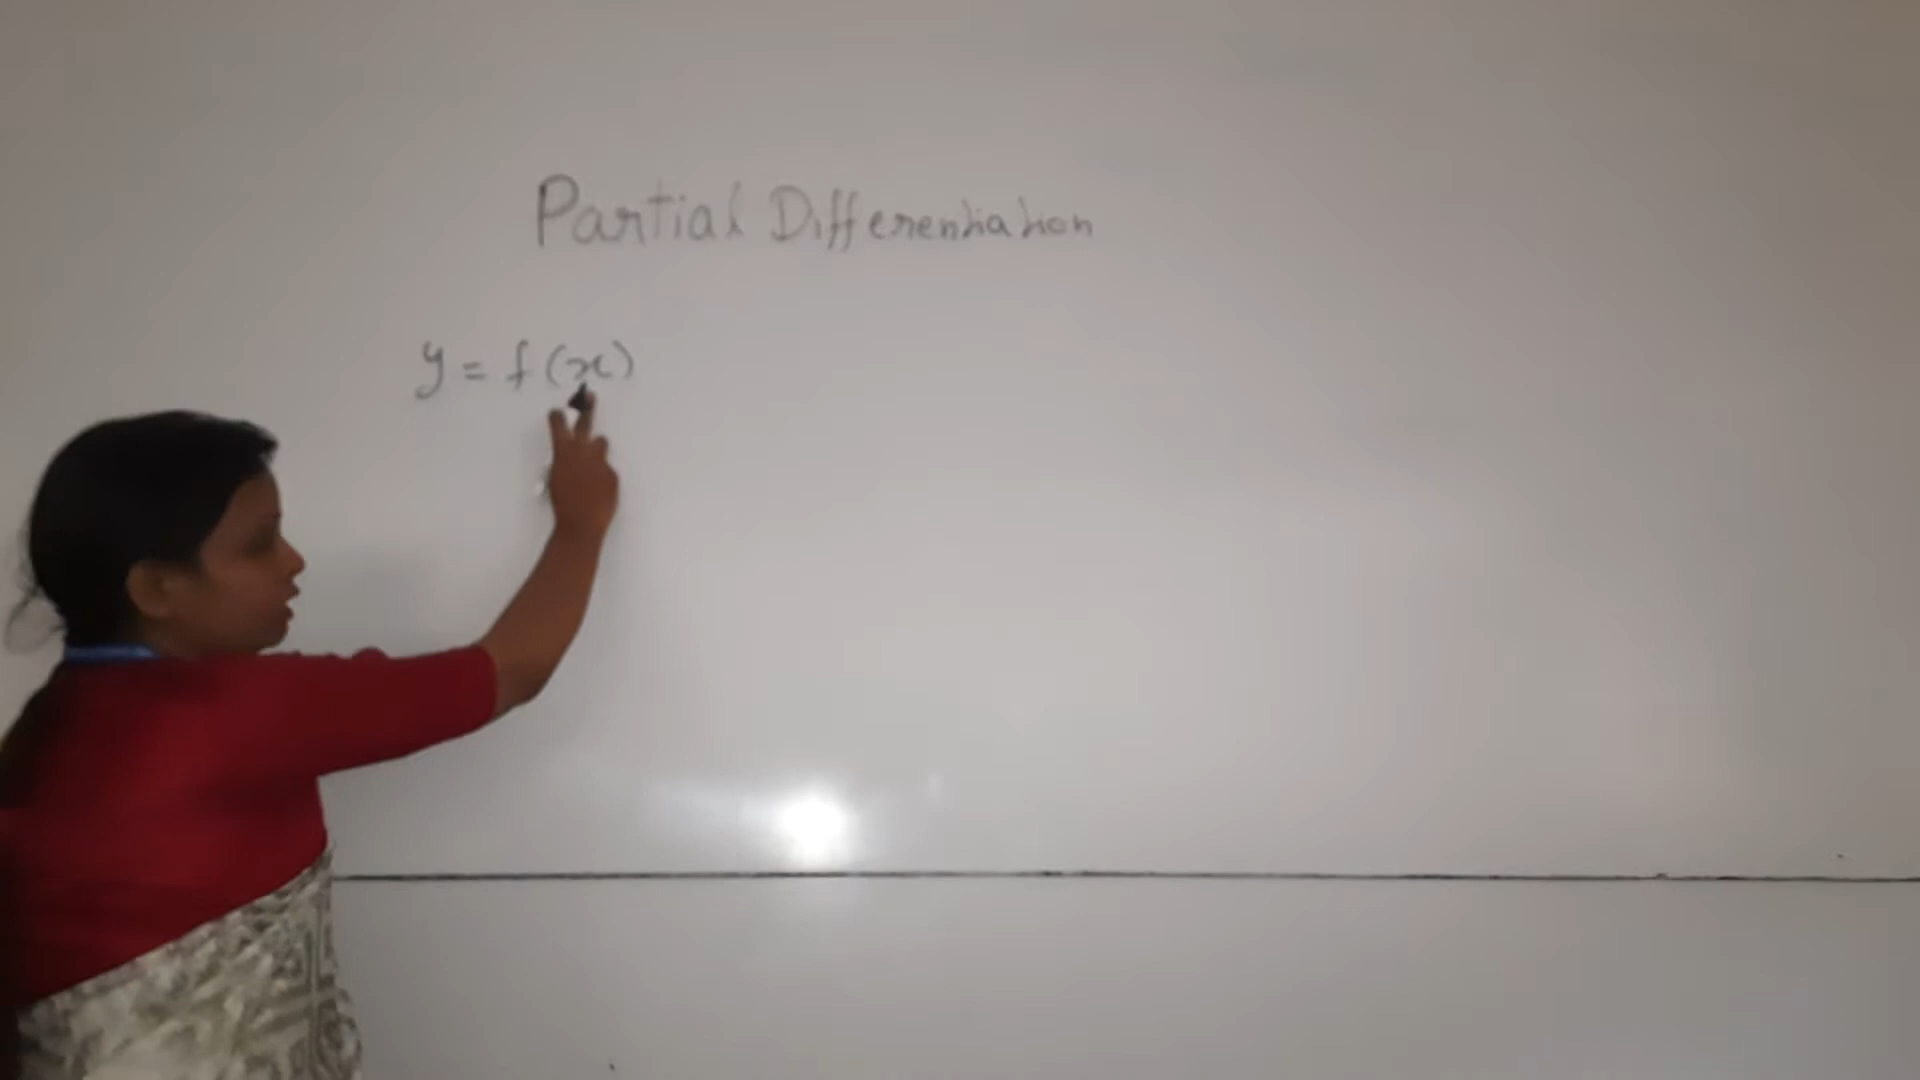 Partial Differentiation
y = f(x)